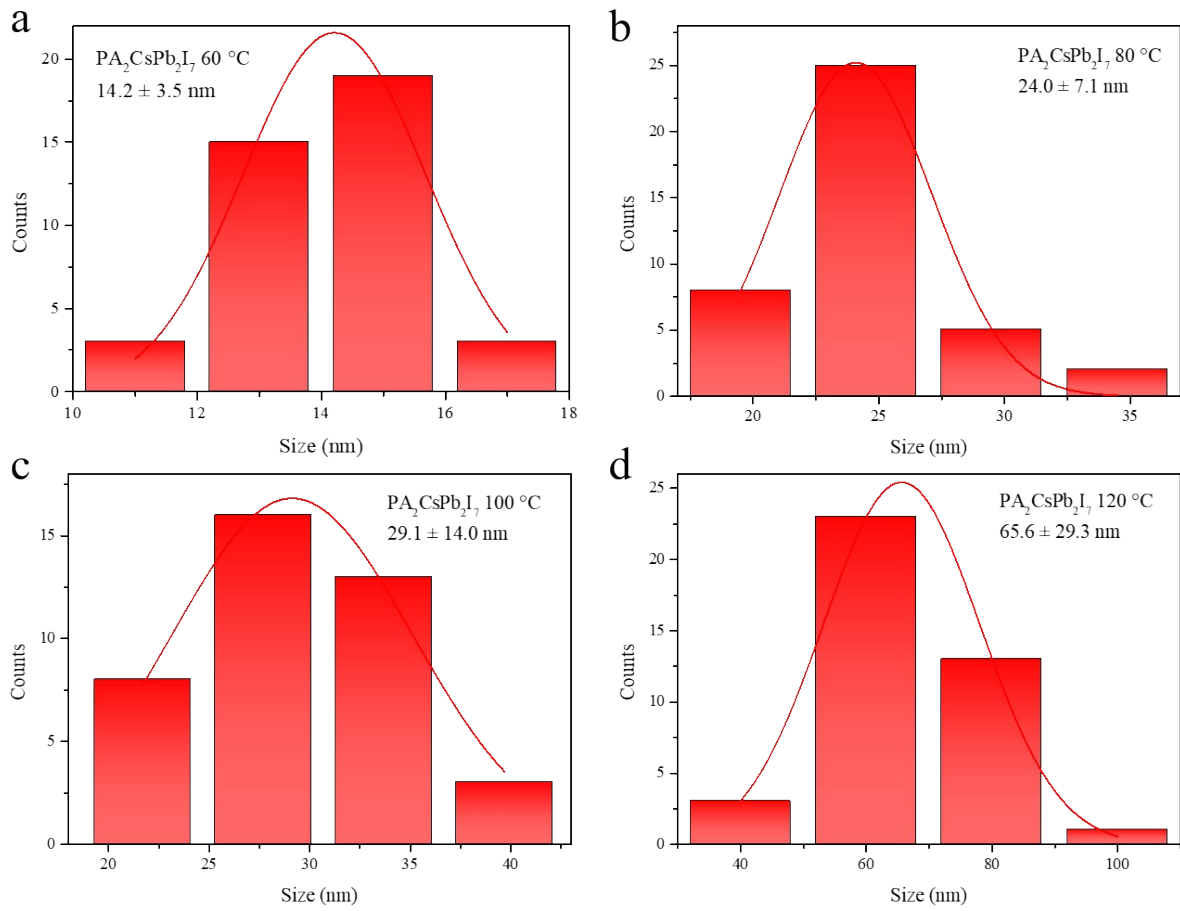 a
PA₂CsPb₂I₇ 60 °C
14.2 ± 3.5 nm
Counts
20
15
10
5
0
10 12 14 16 18
Size (nm)
b
PA₂CsPb₂I₇ 80 °C
24.0 ± 7.1 nm
Counts
25
20
15
10
5
0
20 25 30 35
Size (nm)
c
PA₂CsPb₂I₇ 100 °C
29.1 ± 14.0 nm
Counts
15
10
5
0
20 25 30 35 40
Size (nm)
d
PA₂CsPb₂I₇ 120 °C
65.6 ± 29.3 nm
Counts
25
20
15
10
5
0
40 60 80 100
Size (nm)